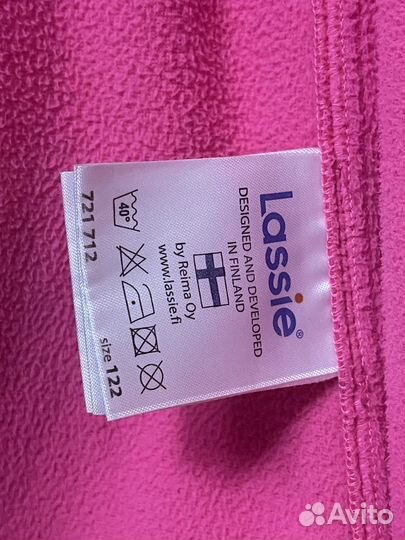 Lassie®
DESIGNED AND DEVELOPED
IN FINLAND
by Reima Oy
www.lassie.fi
40°
721 712
size 122
Avito